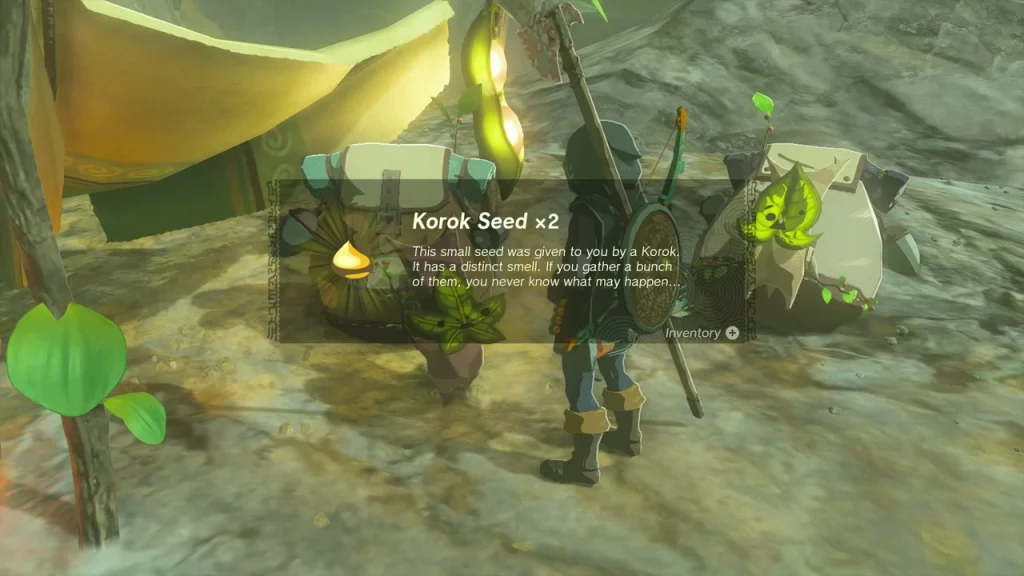 Korok Seed ×2
This small seed was given to you by a Korok.
It has a distinct smell. If you gather a bunch
of them, you never know what may happen...
Inventory +